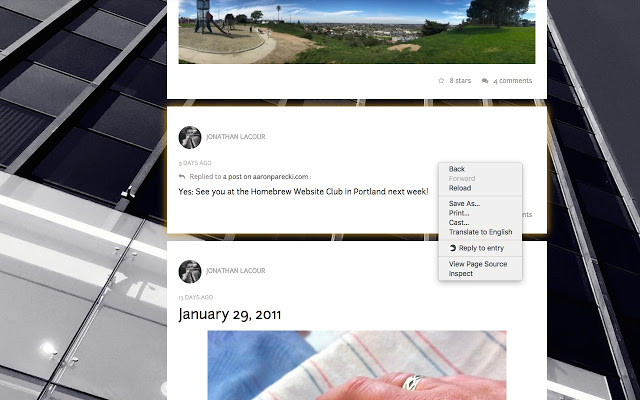 8 stars 4 comments
JONATHAN LACOUR
9 DAYS AGO
Replied to a post on aaronparecki.com :
Yes: See you at the Homebrew Website Club in Portland next week!
Back
Forward
Reload
Save As...
Print...
Cast...
Translate to English
Reply to entry
View Page Source
Inspect
JONATHAN LACOUR
13 DAYS AGO
January 29, 2011